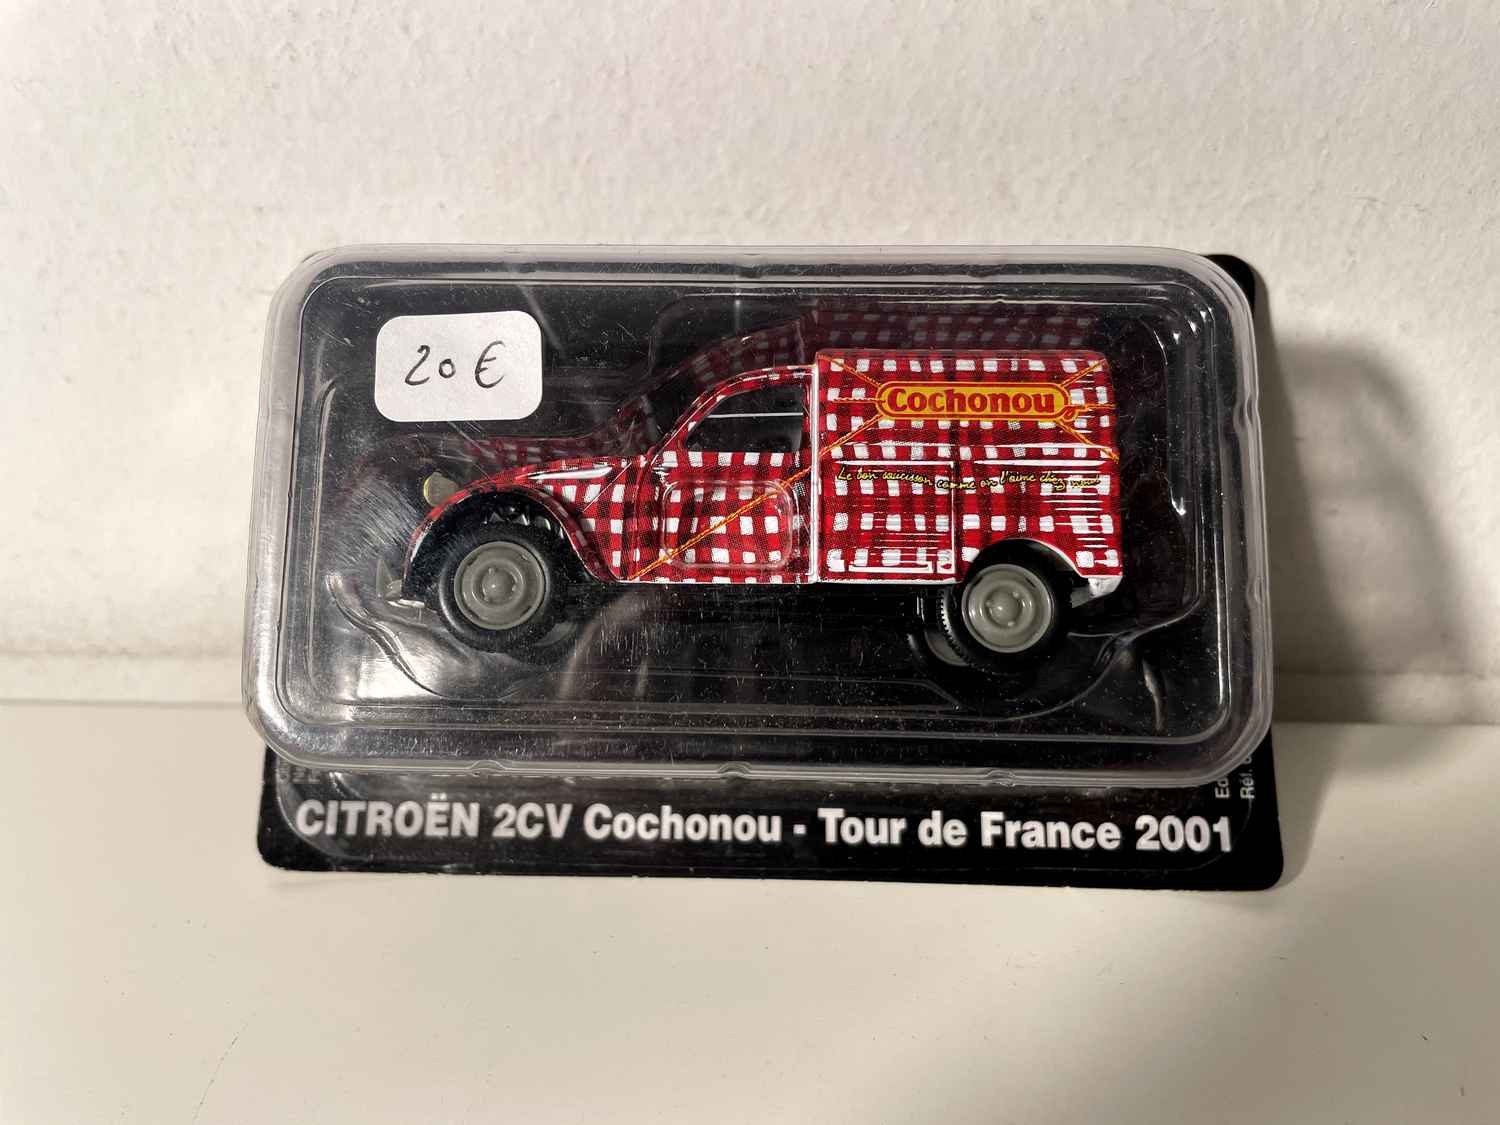 20 €
Cochonou
Le bon saucisson comme on l'aime chez nous
CITROËN 2CV Cochonou - Tour de France 2001